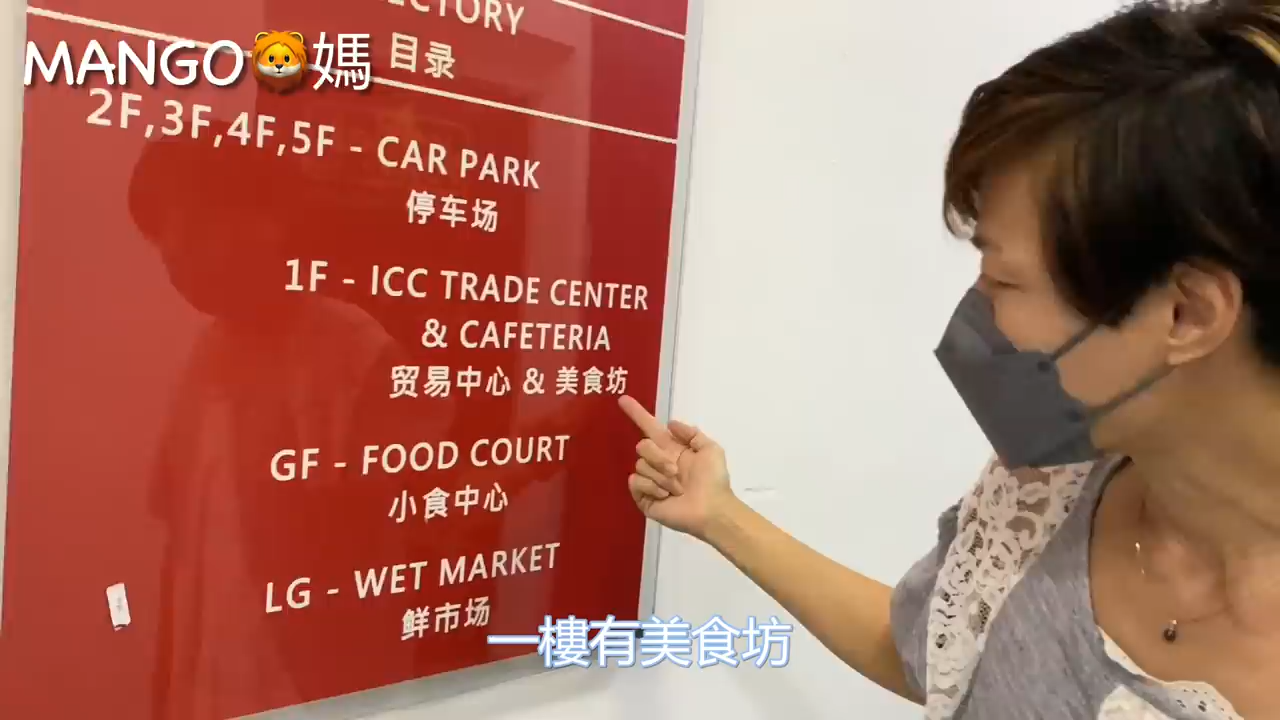 MANGO🦁媽
目录
2F,3F,4F,5F - CAR PARK
停车场
1F - ICC TRADE CENTER
& CAFETERIA
贸易中心 & 美食坊
GF - FOOD COURT
小食中心
LG - WET MARKET
鲜市场
一樓有美食坊